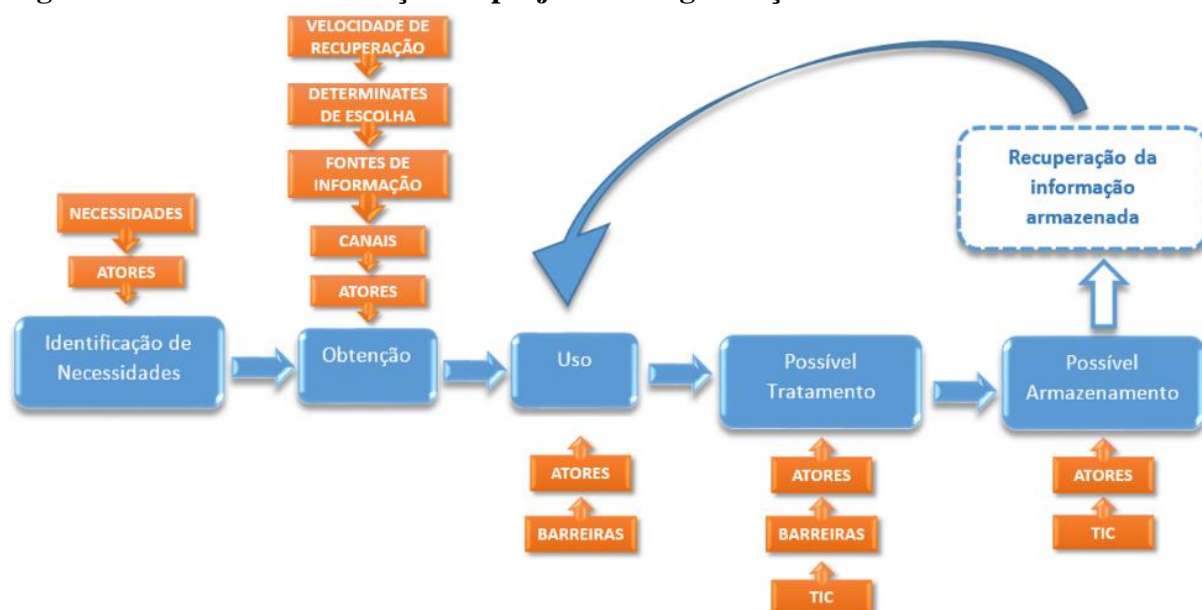 VELOCIDADE DE
RECUPERAÇÃO
DETERMINATES
DE ESCOLHA
FONTES DE
INFORMAÇÃO
CANAIS
ATORES
NECESSIDADES
ATORES
Recuperação da
informação
armazenada
Identificação de
Necessidades
Obtenção
Uso
Possível
Tratamento
Possível
Armazenamento
ATORES
BARREIRAS
ATORES
BARREIRAS
TIC
ATORES
TIC